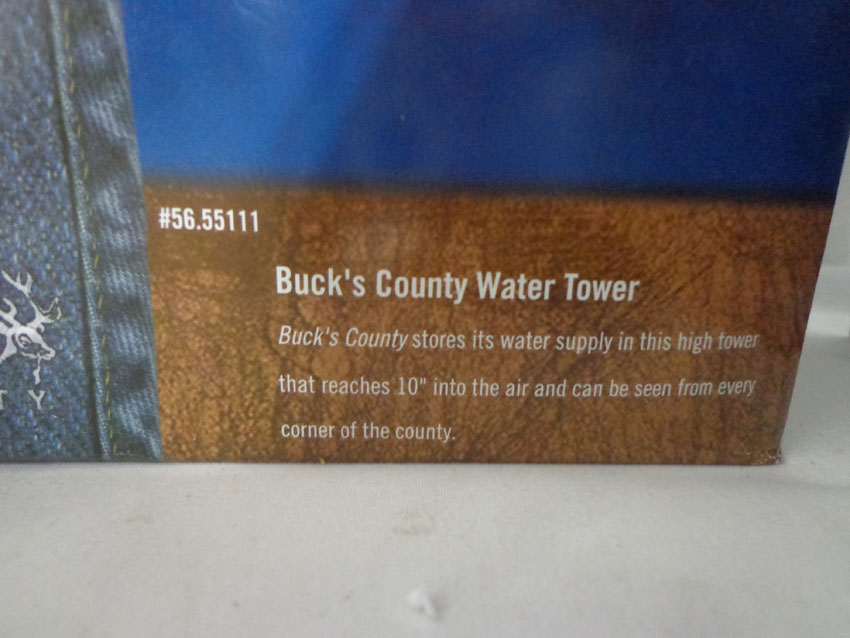 #56.55111
Buck's County Water Tower
Buck's County stores its water supply in this high tower
that reaches 10" into the air and can be seen from every
corner of the county.
TY